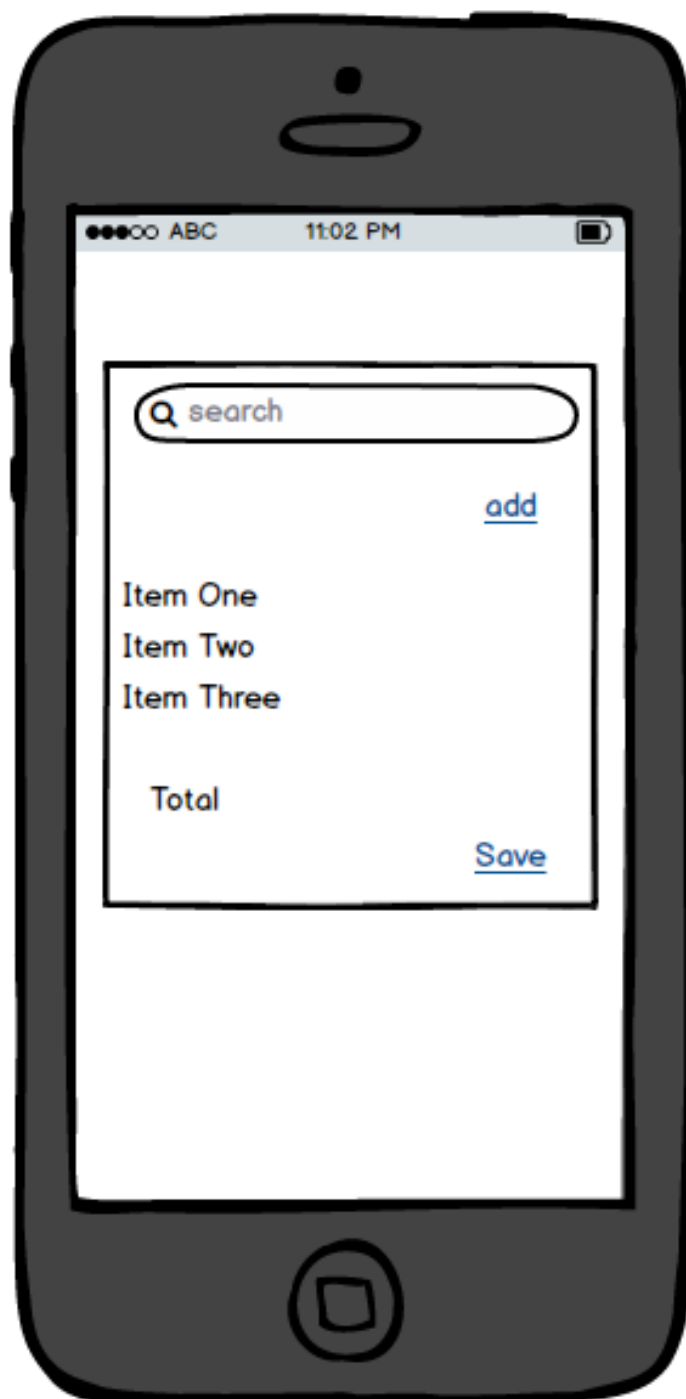 ABC 11:02 PM
search
add
Item One
Item Two
Item Three
Total
Save